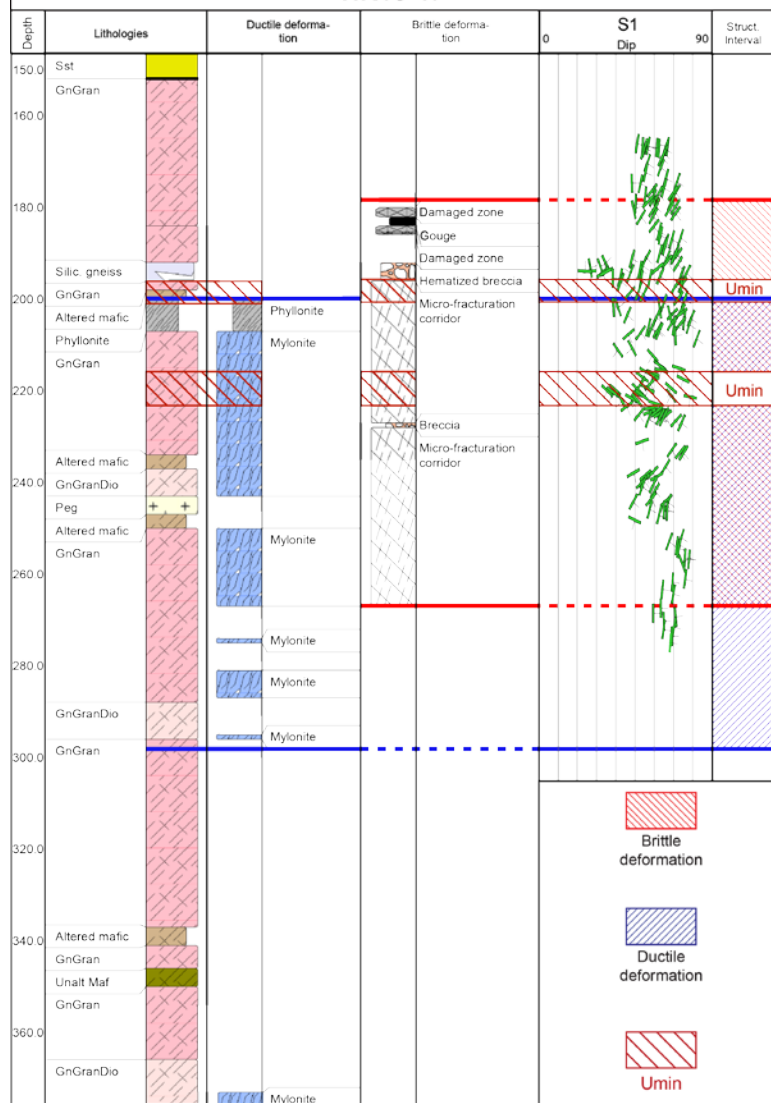 Depth
Lithologies
Ductile deforma-
tion
Brittle deforma-
tion
S1
0
Dip
90
Struct.
Interval
150.0
160.0
180.0
200.0
220.0
240.0
260.0
280.0
300.0
320.0
340.0
360.0
Sst
GnGran
Silic. gneiss
GnGran
Altered mafic
Phyllonite
GnGran
Altered mafic
GnGranDio
Peg
Altered mafic
GnGran
GnGranDio
GnGran
Altered mafic
GnGran
Unalt Maf
GnGran
GnGranDio
Phyllonite
Mylonite
Mylonite
Mylonite
Mylonite
Mylonite
Mylonite
Damaged zone
Gouge
Damaged zone
Hematized breccia
Micro-fracturation
corridor
Breccia
Micro-fracturation
corridor
Umin
Umin
Brittle
deformation
Ductile
deformation
Umin